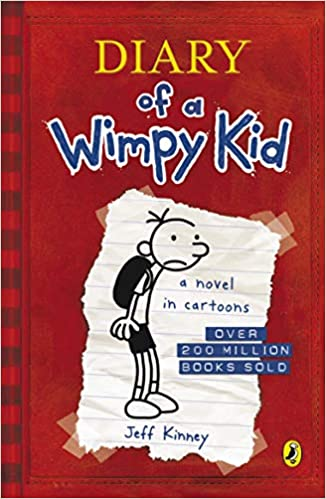 DIARY
of a
Wimpy Kid
a novel
in cartoons
OVER
200 MILLION
BOOKS SOLD
Jeff Kinney